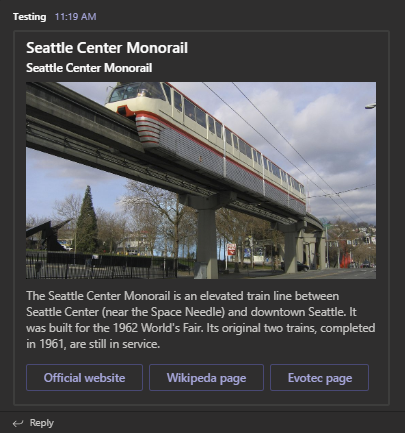 Testing 11:19 AM
Seattle Center Monorail
Seattle Center Monorail
The Seattle Center Monorail is an elevated train line between
Seattle Center (near the Space Needle) and downtown Seattle. It
was built for the 1962 World's Fair. Its original two trains, completed
in 1961, are still in service.
Official website Wikipeda page Evotec page
Reply